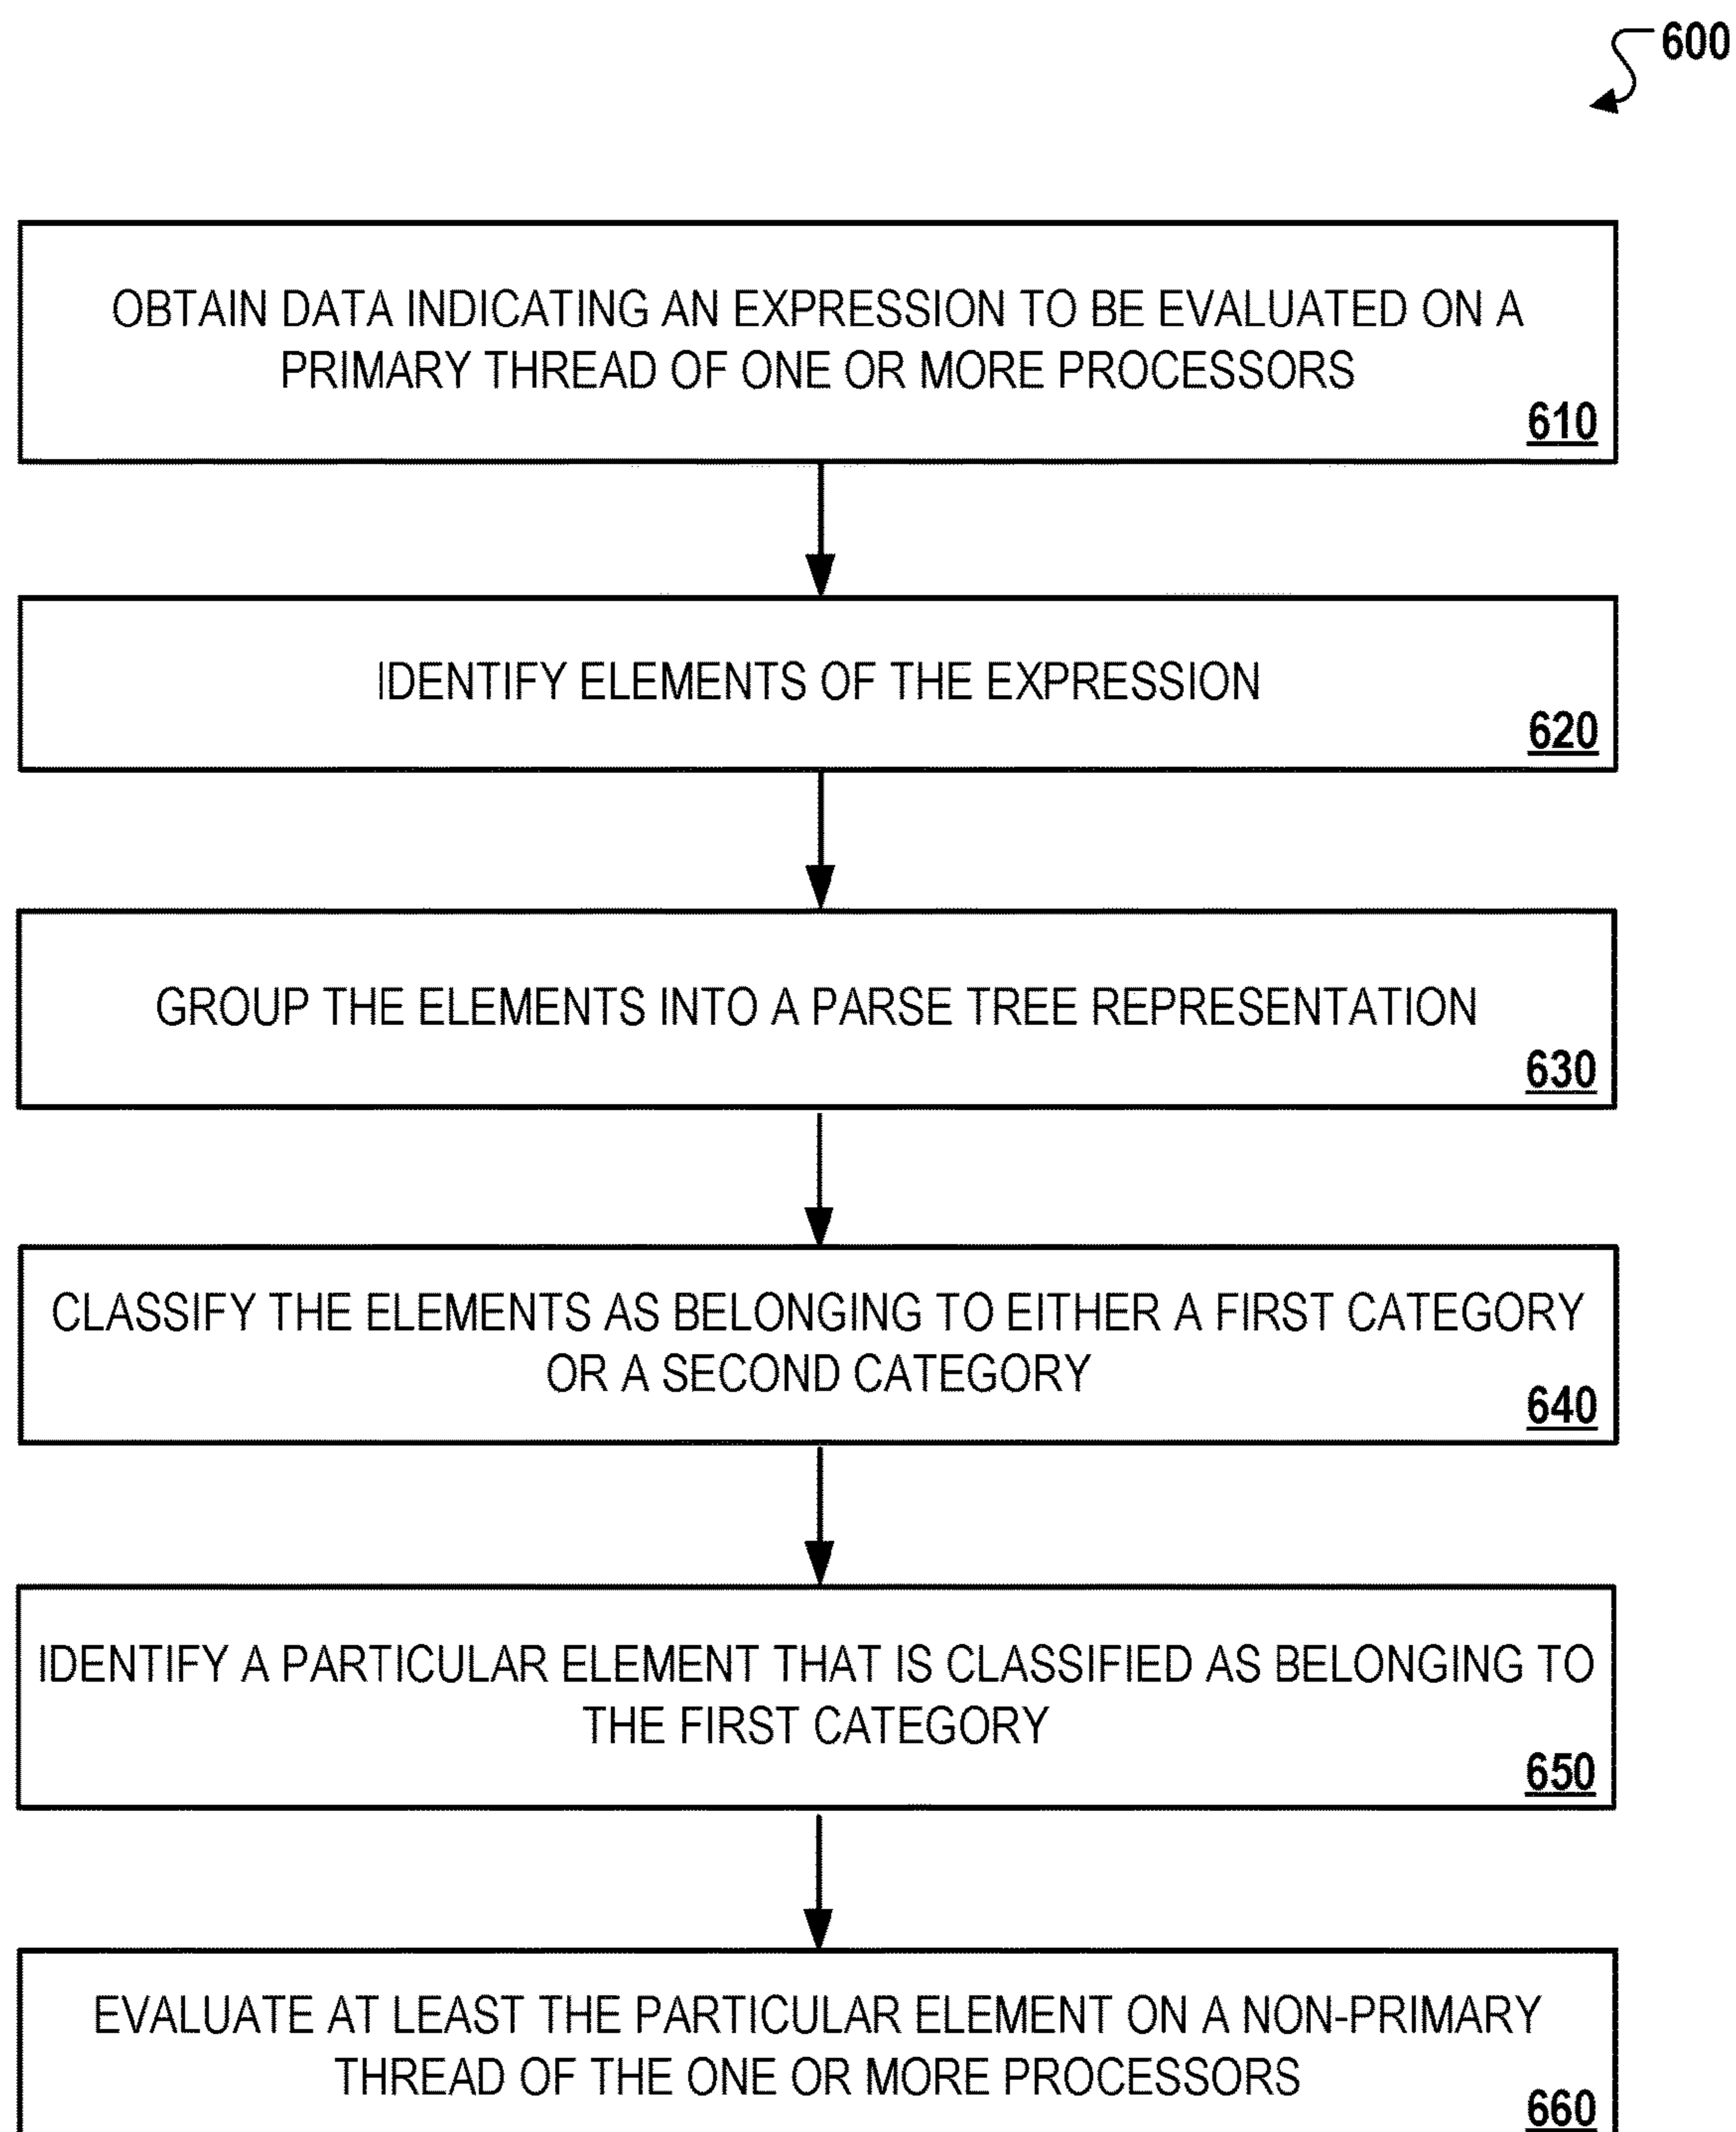 600
OBTAIN DATA INDICATING AN EXPRESSION TO BE EVALUATED ON A
PRIMARY THREAD OF ONE OR MORE PROCESSORS
610
IDENTIFY ELEMENTS OF THE EXPRESSION
620
GROUP THE ELEMENTS INTO A PARSE TREE REPRESENTATION
630
CLASSIFY THE ELEMENTS AS BELONGING TO EITHER A FIRST CATEGORY
OR A SECOND CATEGORY
640
IDENTIFY A PARTICULAR ELEMENT THAT IS CLASSIFIED AS BELONGING TO
THE FIRST CATEGORY
650
EVALUATE AT LEAST THE PARTICULAR ELEMENT ON A NON-PRIMARY
THREAD OF THE ONE OR MORE PROCESSORS
660